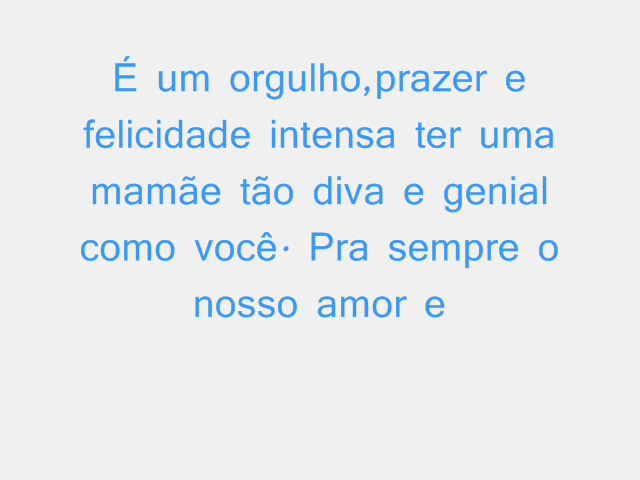 É um orgulho,prazer e
felicidade intensa ter uma
mamãe tão diva e genial
como você· Pra sempre o
nosso amor e